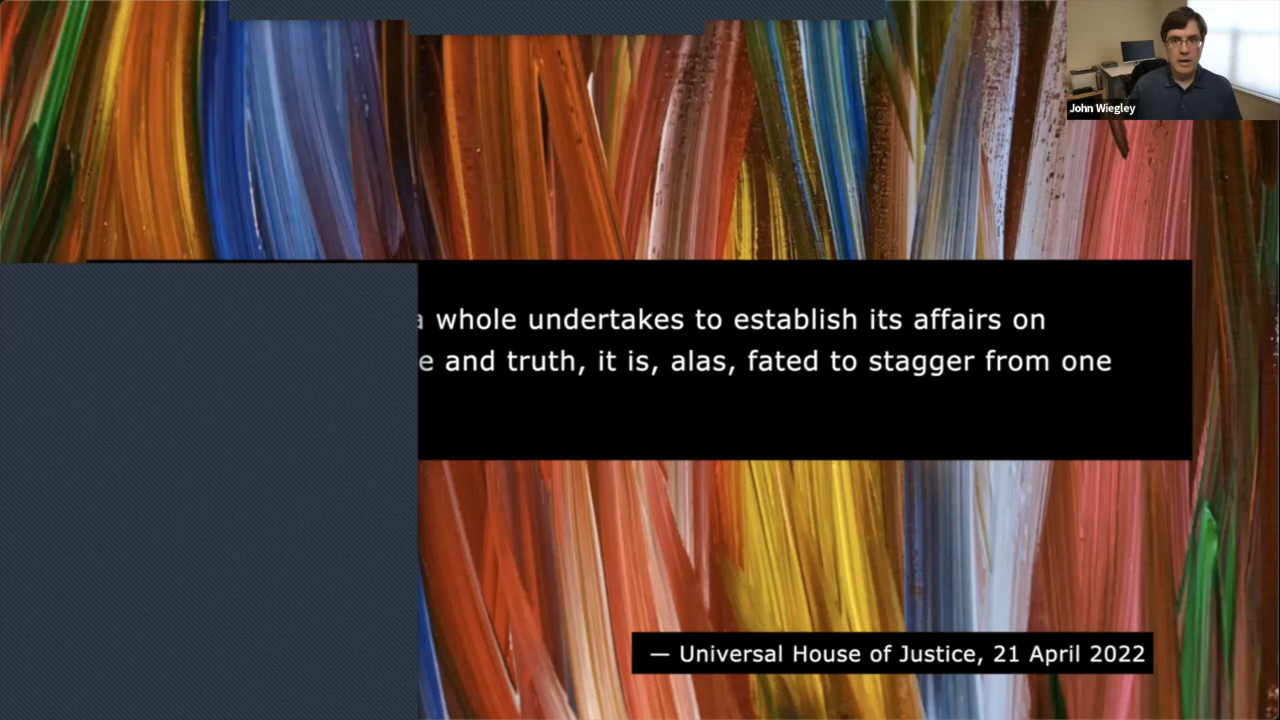 John Wiegley
a whole undertakes to establish its affairs on
e and truth, it is, alas, fated to stagger from one
— Universal House of Justice, 21 April 2022